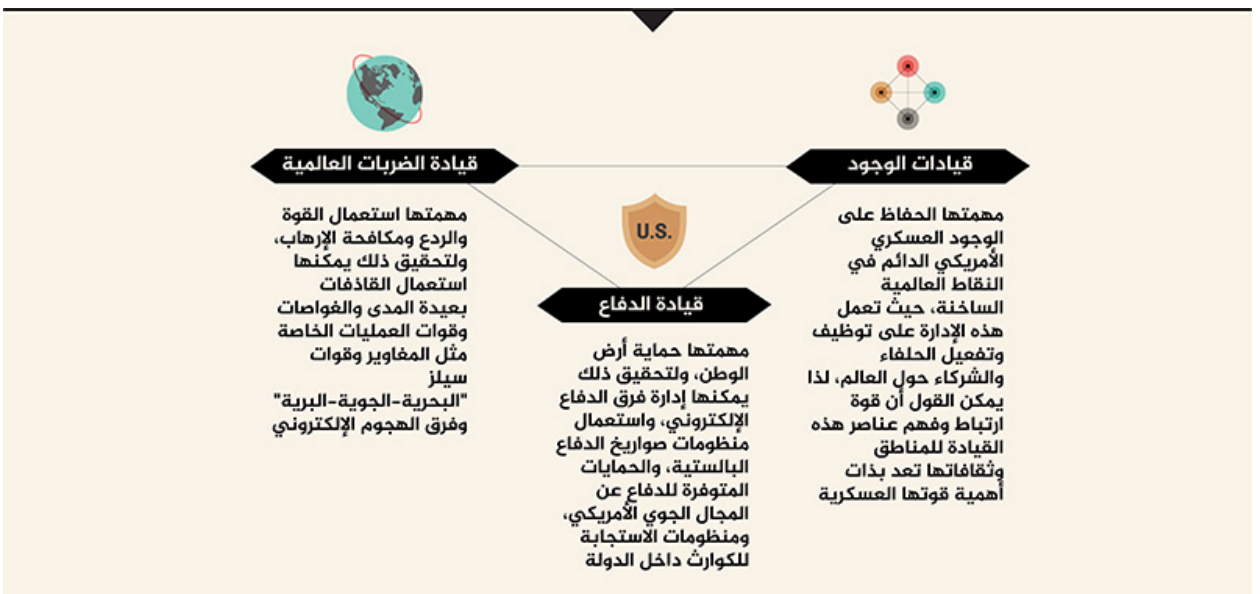 قيادات الوجود
مهمتها الحفاظ على
الوجود العسكري
الأمريكي الدائم في
النقاط العالمية
الساخنة، حيث تعمل
هذه الإدارة على توظيف
وتفعيل الحلفاء
والشركاء حول العالم، لذا
يمكن القول أن قوة
ارتباط وفهم عناصر هذه
القيادة للمناطق
وثقافاتها تعد بذات
أهمية قوتها العسكرية
U.S.
قيادة الدفاع
مهمتها حماية أرض
الوطن، ولتحقيق ذلك
يمكنها إدارة فرق الدفاع
الإلكتروني، واستعمال
منظومات صواريخ الدفاع
البالستية، والحمايات
المتوفرة للدفاع عن
المجال الجوي الأمريكي،
ومنظومات الاستجابة
للكوارث داخل الدولة
قيادة الضربات العالمية
مهمتها استعمال القوة
والردع ومكافحة الإرهاب،
ولتحقيق ذلك يمكنها
استعمال القاذفات
بعيدة المدى والغواصات
وقوات العمليات الخاصة
مثل المغاوير وقوات
سيلز
"البحرية-الجوية-البرية"
وفرق الهجوم الإلكتروني